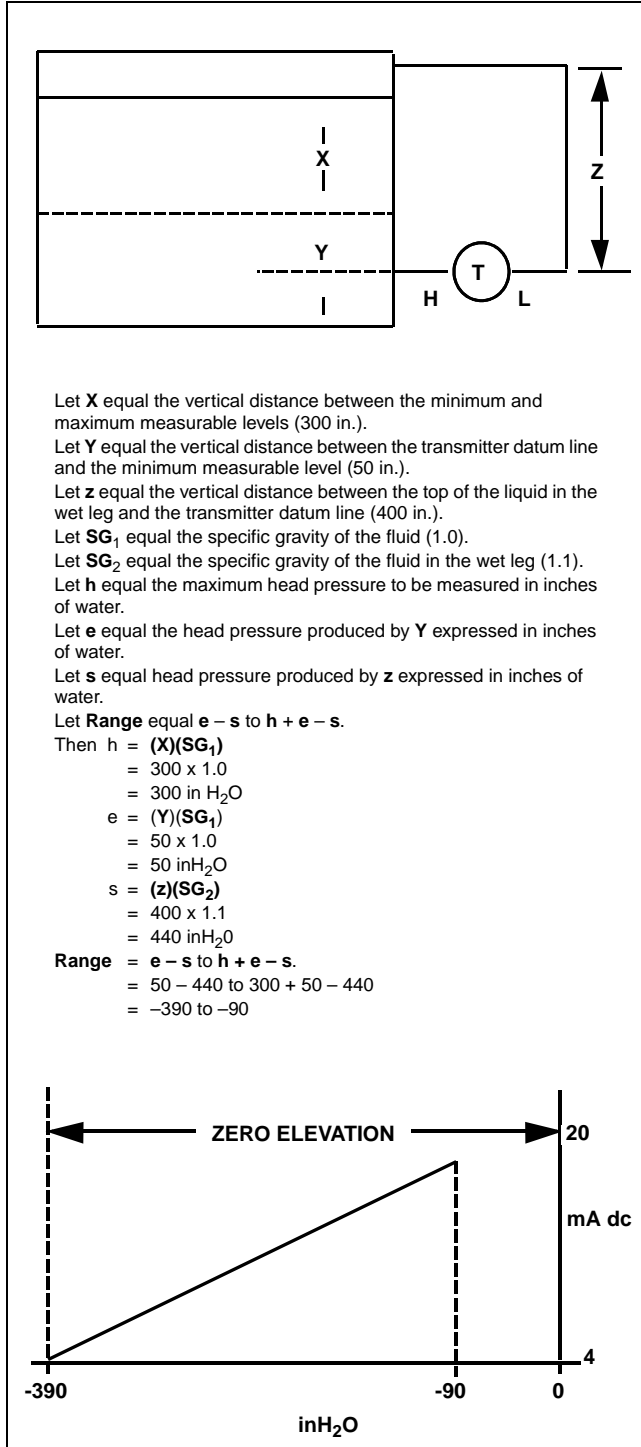 X
Z
Y
T
H
L
Let X equal the vertical distance between the minimum and
maximum measurable levels (300 in.).
Let Y equal the vertical distance between the transmitter datum line
and the minimum measurable level (50 in.).
Let z equal the vertical distance between the top of the liquid in the
wet leg and the transmitter datum line (400 in.).
Let SG1 equal the specific gravity of the fluid (1.0).
Let SG2 equal the specific gravity of the fluid in the wet leg (1.1).
Let h equal the maximum head pressure to be measured in inches
of water.
Let e equal the head pressure produced by Y expressed in inches
of water.
Let s equal head pressure produced by z expressed in inches of
water.
Let Range equal e – s to h + e – s.
Then h = (X)(SG1)
= 300 x 1.0
= 300 in H2O
e = (Y)(SG1)
= 50 x 1.0
= 50 inH2O
s = (z)(SG2)
= 400 x 1.1
= 440 inH20
Range = e – s to h + e – s.
= 50 – 440 to 300 + 50 – 440
= –390 to –90
ZERO ELEVATION
20
mA dc
4
-390
-90
0
inH2O